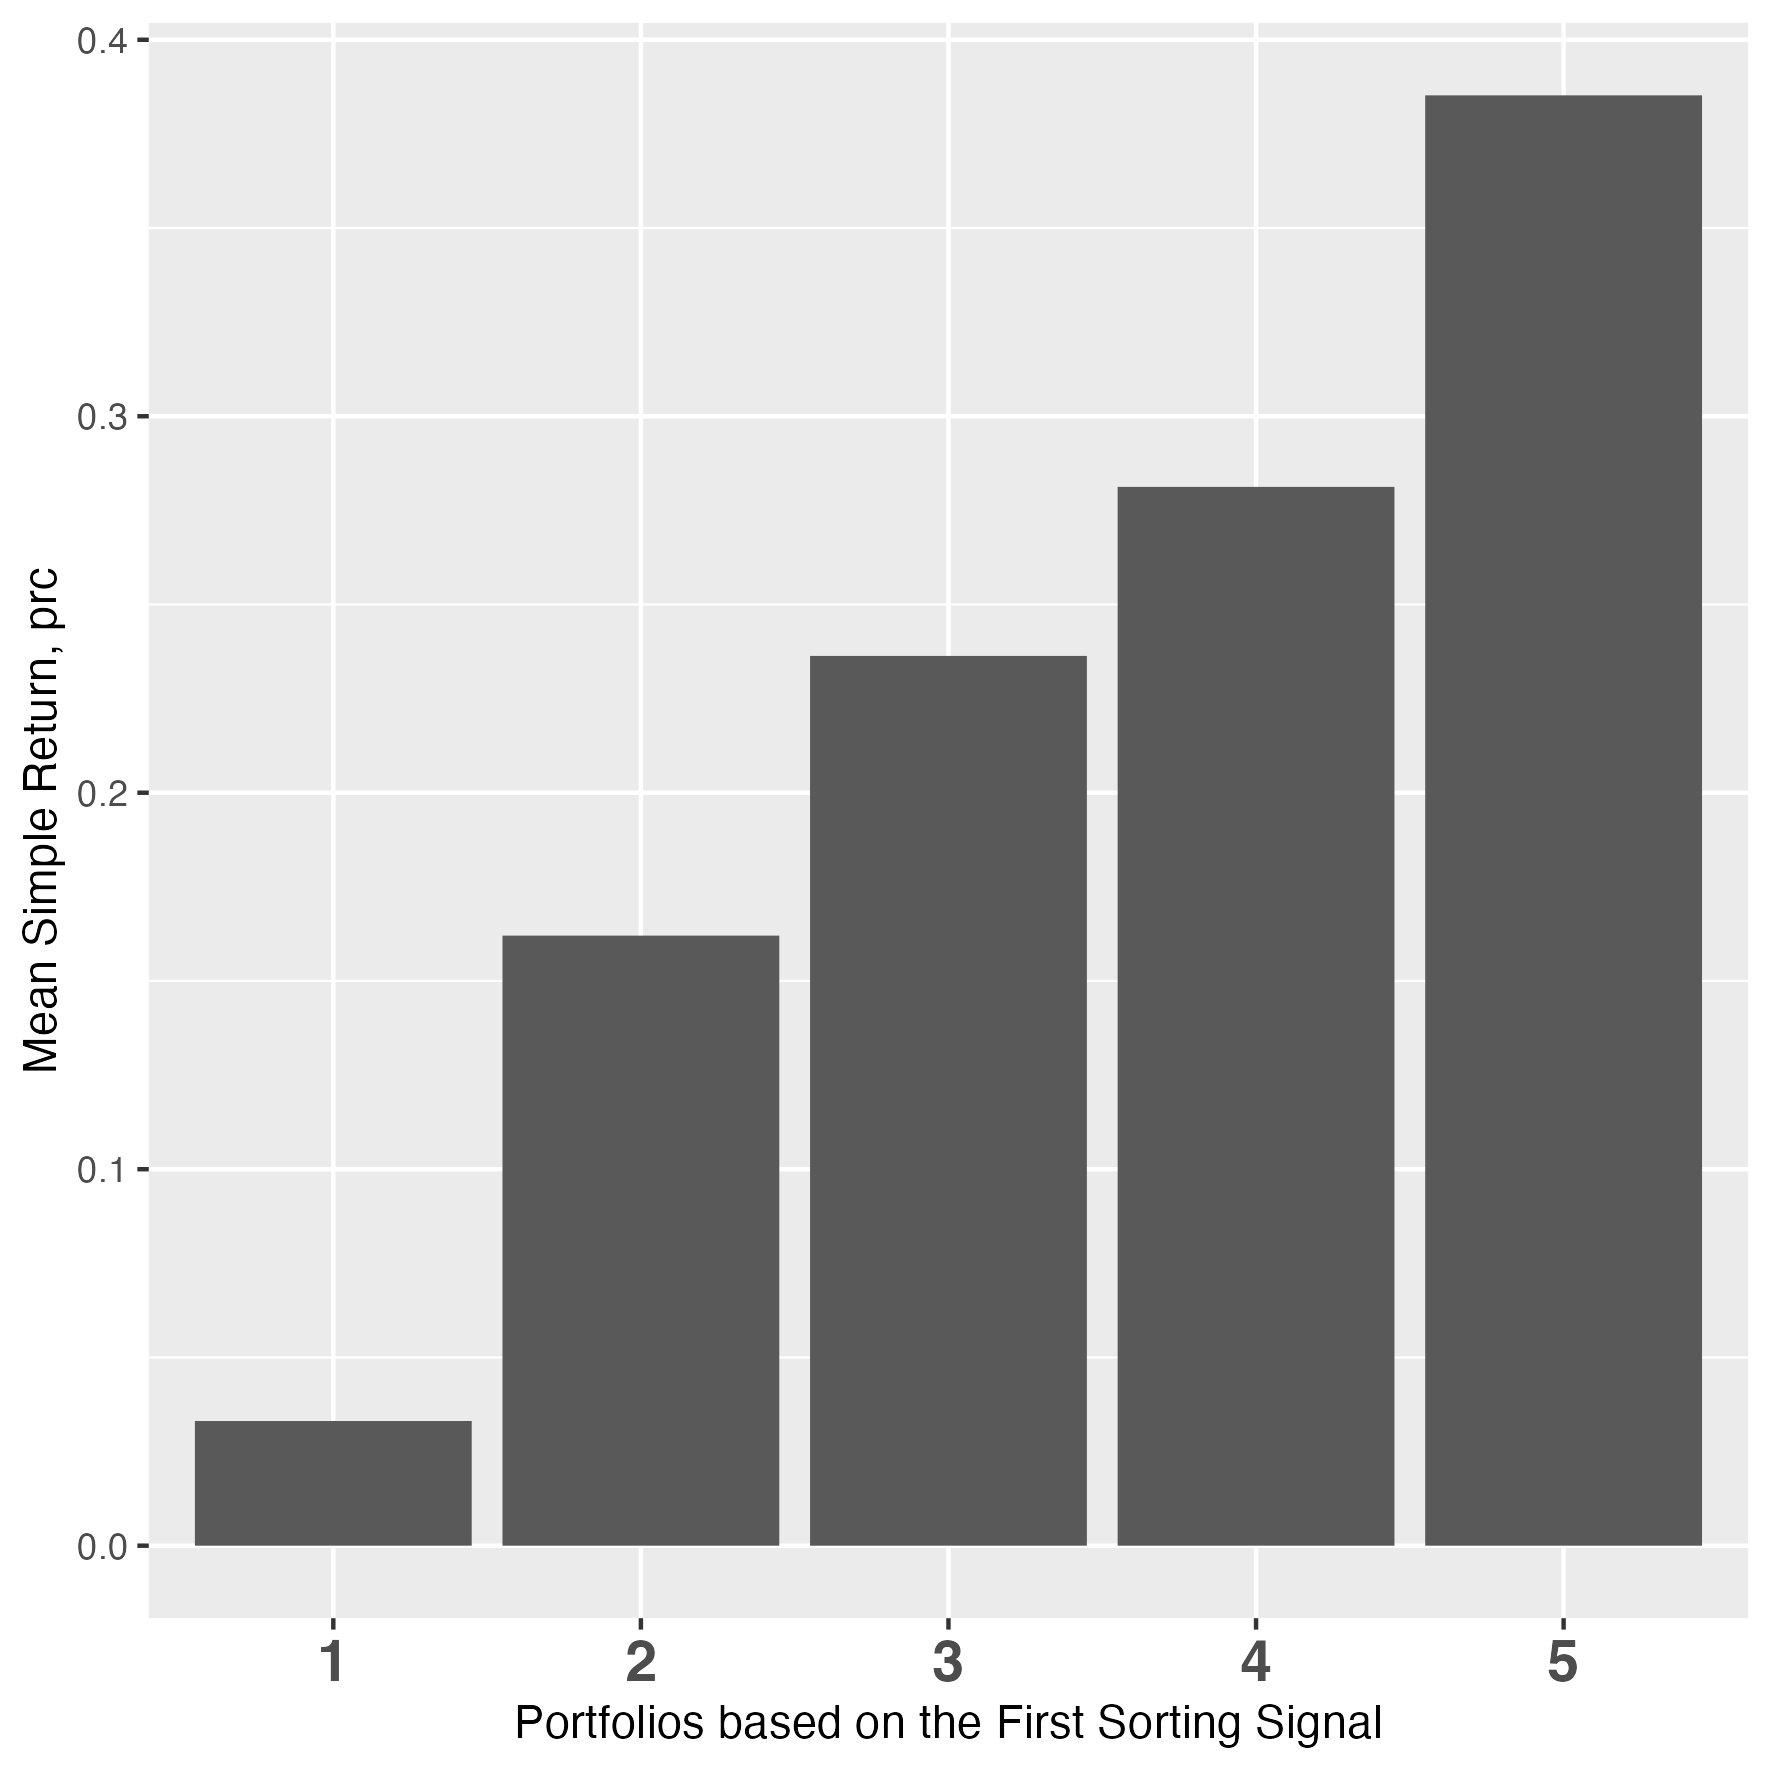 Mean Simple Return, prc
0.4
0.3
0.2
0.1
0.0
1 2 3 4 5
Portfolios based on the First Sorting Signal